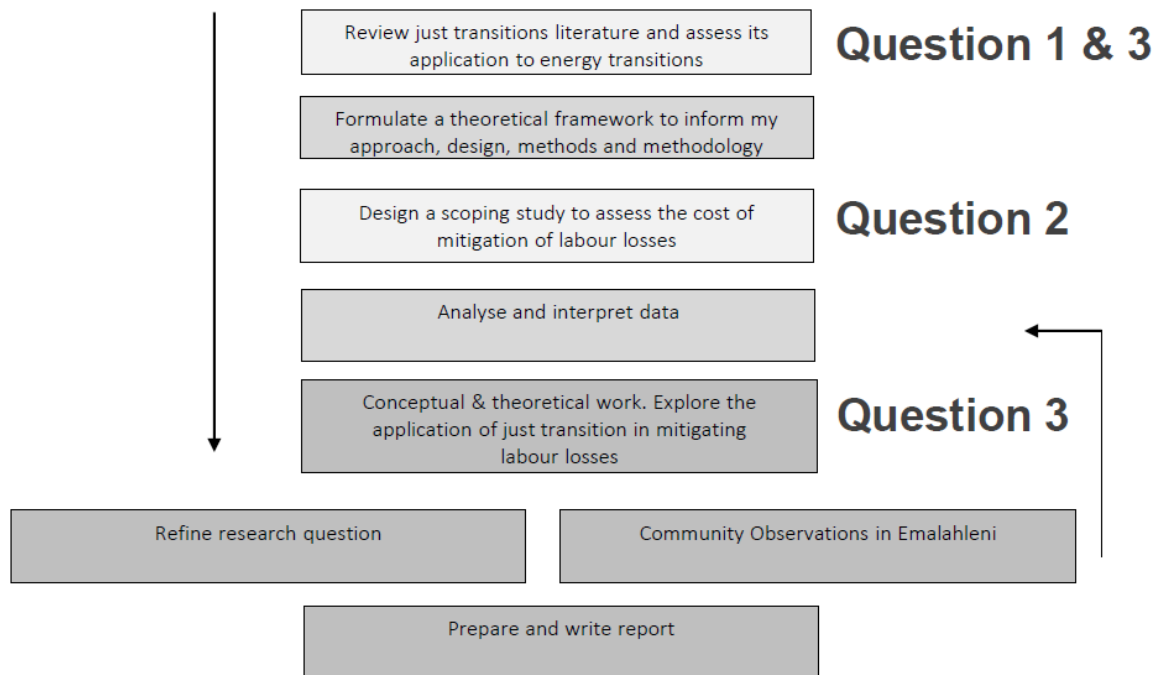 Review just transitions literature and assess its
application to energy transitions
Question 1 & 3
Formulate a theoretical framework to inform my
approach, design, methods and methodology
Design a scoping study to assess the cost of
mitigation of labour losses
Question 2
Analyse and interpret data
Conceptual & theoretical work. Explore the
application of just transition in mitigating
labour losses
Question 3
Refine research question
Community Observations in Emalahleni
Prepare and write report